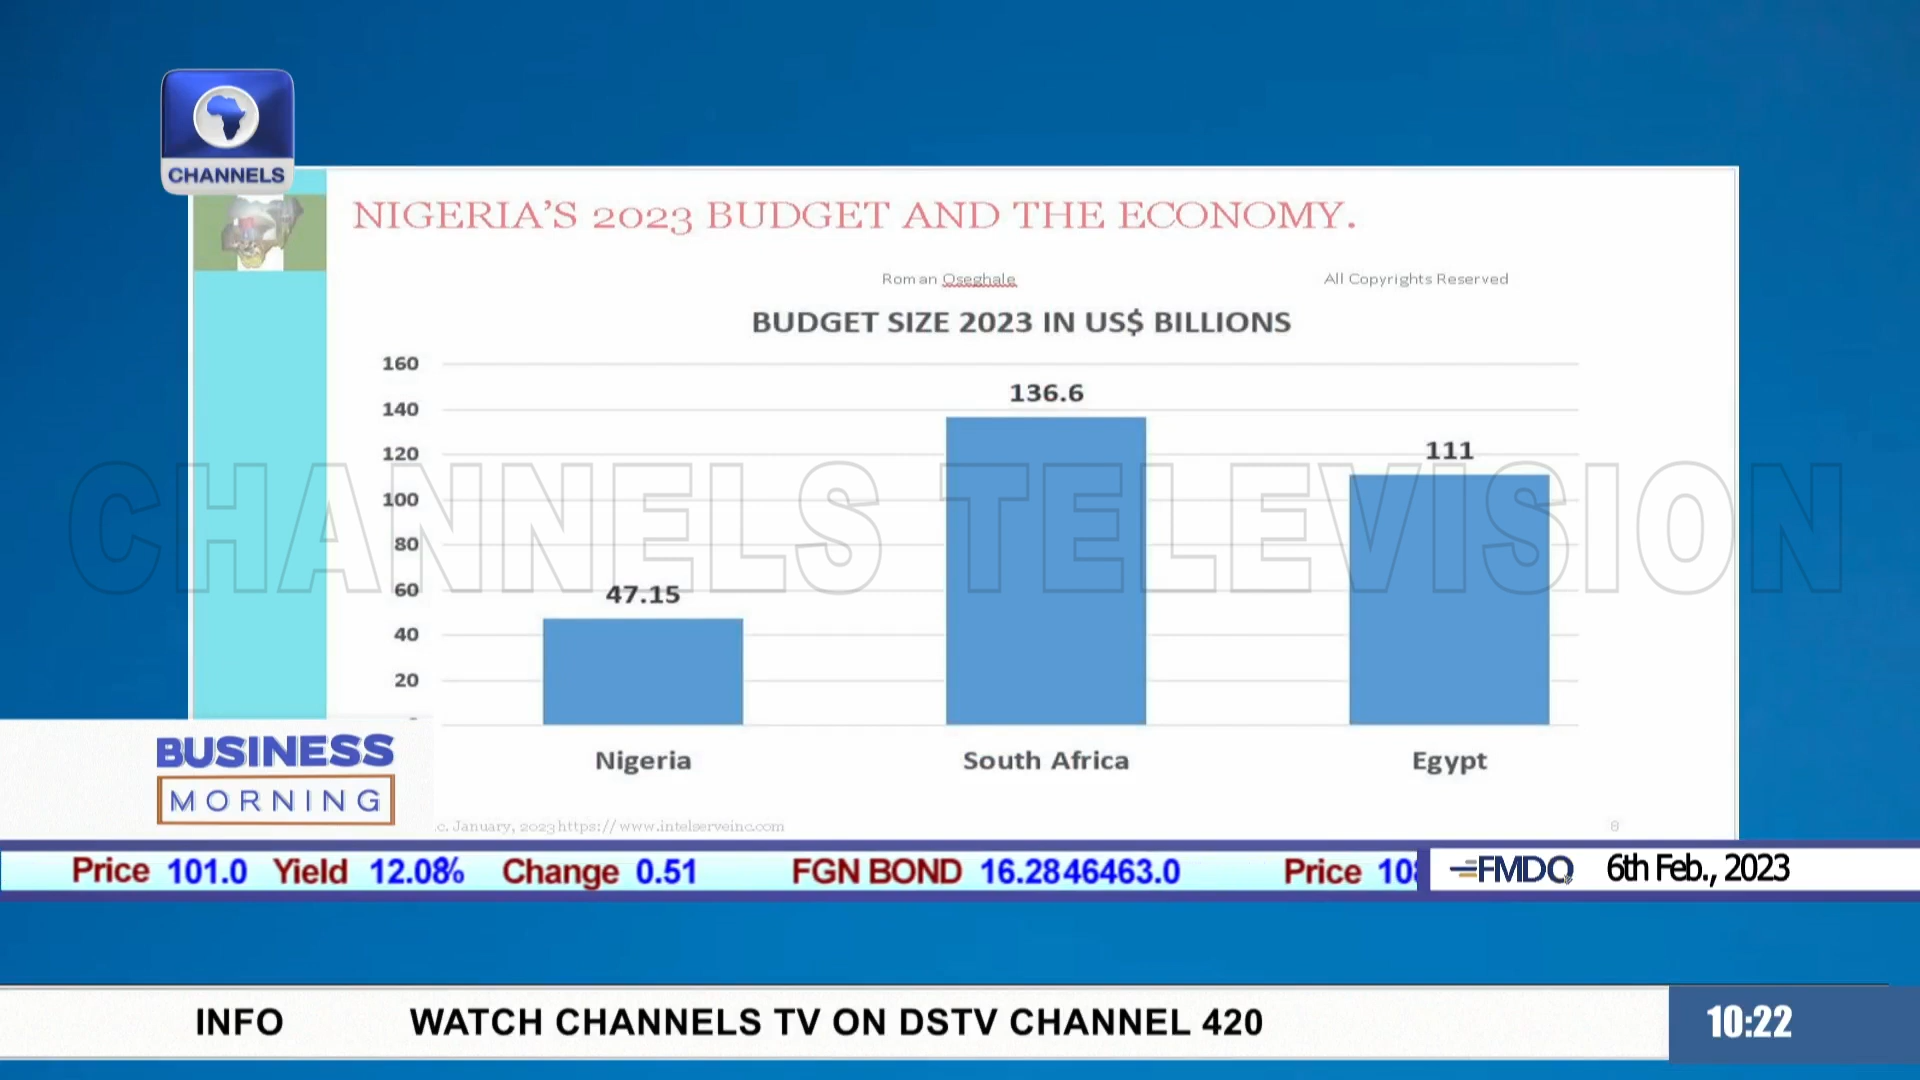 CHANNELS
NIGERIA'S 2023 BUDGET AND THE ECONOMY.
Roman Oseghale
All Copyrights Reserved
BUDGET SIZE 2023 IN US$ BILLIONS
160
140
120
100
80
60
40
20
-
136.6
111
47.15
Nigeria
South Africa
Egypt
CHANNELS TELEVISION
BUSINESS
MORNING
c. January, 2023 https://www.intelserveinc.com
8
Price 101.0 Yield 12.08% Change 0.51 FGN BOND 16.2846463.0 Price
FMDQ 6th Feb., 2023
INFO WATCH CHANNELS TV ON DSTV CHANNEL 420
10:22